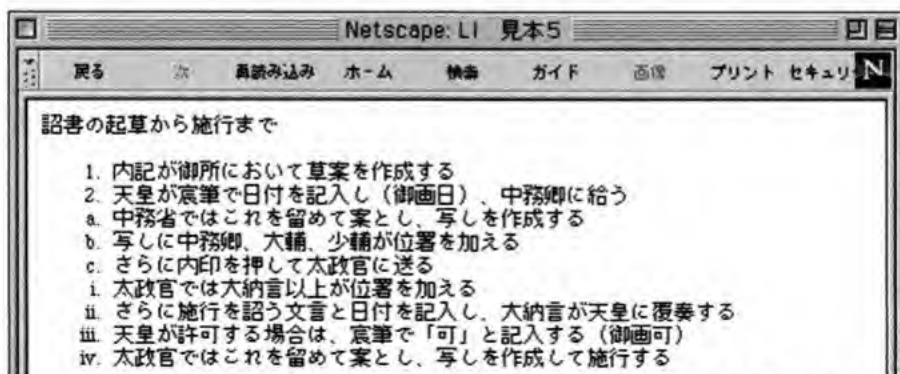 Netscape: LI 見本5
戻る 次 再読み込み ホーム 検索 ガイド 画像 プリント セキュリ N
詔書の起草から施行まで
1. 内記が御所において草案を作成する
2. 天皇が宸筆で日付を記入し（御画日）、中務卿に給う
a. 中務省ではこれを留めて案とし、写しを作成する
b. 写しに中務卿、大輔、少輔が位署を加える
c. さらに内印を押して太政官に送る
i. 太政官では大納言以上が位署を加える
ii. さらに施行を詔う文言と日付を記入し、大納言が天皇に覆奏する
iii. 天皇が許可する場合は、宸筆で「可」と記入する（御画可）
iv. 太政官ではこれを留めて案とし、写しを作成して施行する